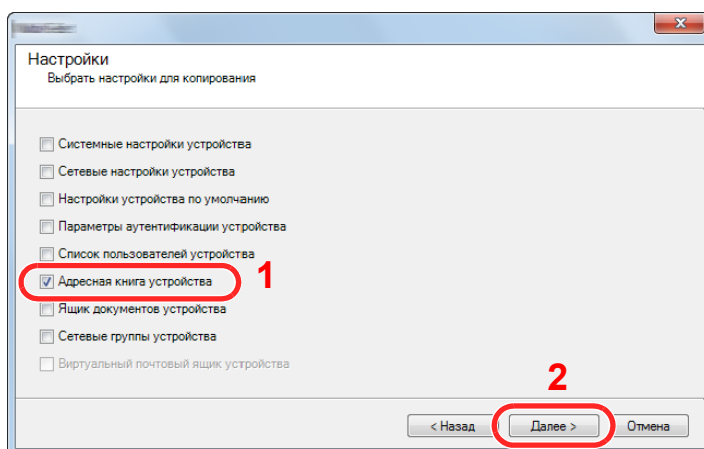 Настройки
Выбрать настройки для копирования
Системные настройки устройства
Сетевые настройки устройства
Настройки устройства по умолчанию
Параметры аутентификации устройства
Список пользователей устройства
Адресная книга устройства
1
Ящик документов устройства
Сетевые группы устройства
Виртуальный почтовый ящик устройства
2
< Назад Далее > Отмена